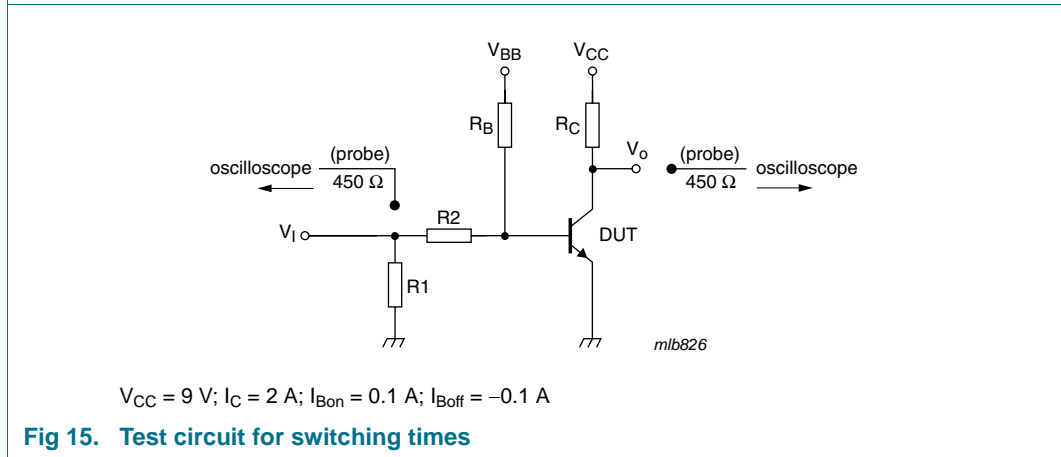 VBB
VCC
RB
RC
Vo
oscilloscope
(probe)
450 Ω
(probe)
450 Ω
oscilloscope
R2
VI
DUT
R1
mlb826
VCC = 9 V; IC = 2 A; IBon = 0.1 A; IBoff = −0.1 A
Fig 15. Test circuit for switching times